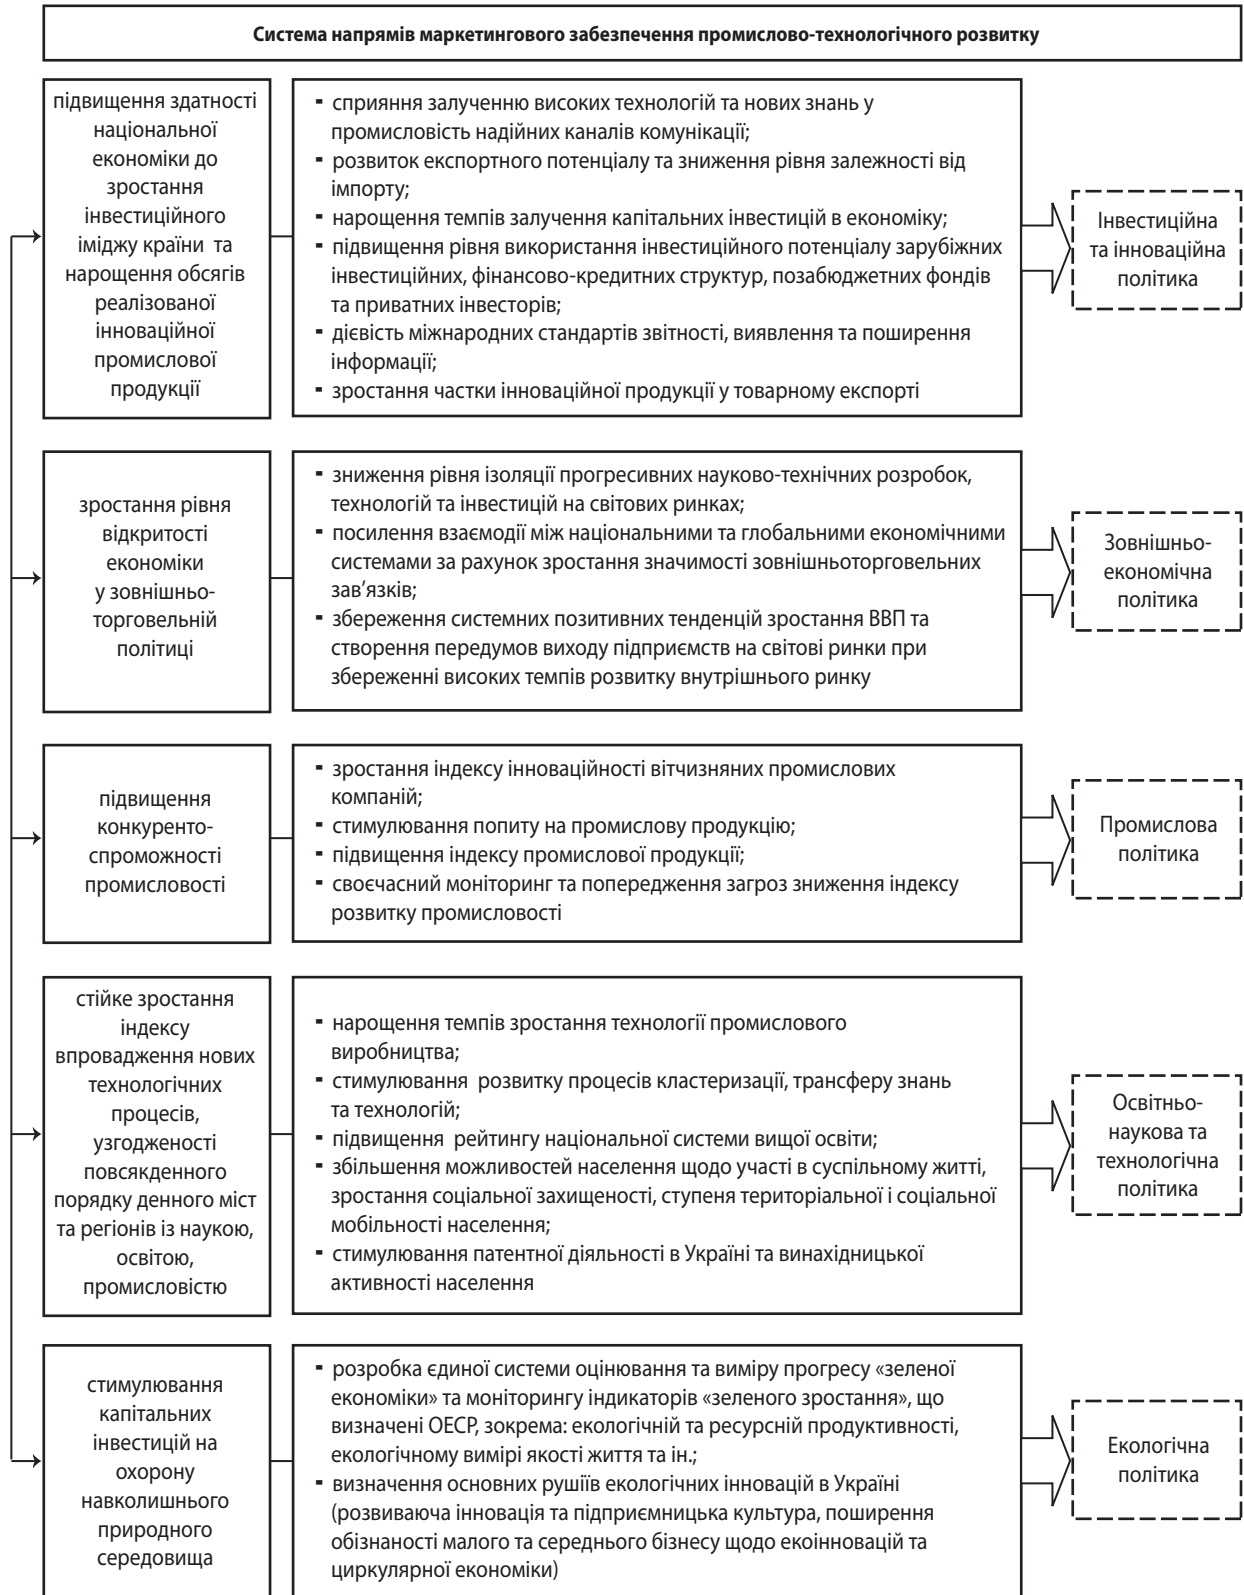 Система напрямів маркетингового забезпечення промислово-технологічного розвитку
підвищення здатності
національної
економіки до
зростання
інвестиційного
іміджу країни та
нарощення обсягів
реалізованої
інноваційної
промислової
продукції
- сприяння залученню високих технологій та нових знань у
промисловість надійних каналів комунікації;
- розвиток експортного потенціалу та зниження рівня залежності від
імпорту;
- нарощення темпів залучення капітальних інвестицій в економіку;
- підвищення рівня використання інвестиційного потенціалу зарубіжних
інвестиційних, фінансово-кредитних структур, позабюджетних фондів
та приватних інвесторів;
- дієвість міжнародних стандартів звітності, виявлення та поширення
інформації;
- зростання частки інноваційної продукції у товарному експорті
Інвестиційна
та інноваційна
політика
зростання рівня
відкритості
економіки
у зовнішньо-
торговельній
політиці
- зниження рівня ізоляції прогресивних науково-технічних розробок,
технологій та інвестицій на світових ринках;
- посилення взаємодії між національними та глобальними економічними
системами за рахунок зростання значимості зовнішньоторговельних
зав’язків;
- збереження системних позитивних тенденцій зростання ВВП та
створення передумов виходу підприємств на світові ринки при
збереженні високих темпів розвитку внутрішнього ринку
Зовнішньо-
економічна
політика
підвищення
конкуренто-
спроможності
промисловості
- зростання індексу інноваційності вітчизняних промислових
компаній;
- стимулювання попиту на промислову продукцію;
- підвищення індексу промислової продукції;
- своєчасний моніторинг та попередження загроз зниження індексу
розвитку промисловості
Промислова
політика
стійке зростання
індексу
впровадження нових
технологічних
процесів,
узгодженості
повсякденного
порядку денного міст
та регіонів із наукою,
освітою,
промисловістю
- нарощення темпів зростання технології промислового
виробництва;
- стимулювання розвитку процесів кластеризації, трансферу знань
та технологій;
- підвищення рейтингу національної системи вищої освіти;
- збільшення можливостей населення щодо участі в суспільному житті,
зростання соціальної захищеності, ступеня територіальної і соціальної
мобільності населення;
- стимулювання патентної діяльності в Україні та винахідницької
активності населення
Освітньо-
наукова та
технологічна
політика
стимулювання
капітальних
інвестицій на
охорону
навколишнього
природного
середовища
- розробка єдиної системи оцінювання та виміру прогресу «зеленої
економіки» та моніторингу індикаторів «зеленого зростання», що
визначені ОЕСР, зокрема: екологічній та ресурсній продуктивності,
екологічному вимірі якості життя та ін.;
- визначення основних рушіїв екологічних інновацій в Україні
(розвиваюча інновація та підприємницька культура, поширення
обізнаності малого та середнього бізнесу щодо екоінновацій та
циркулярної економіки)
Екологічна
політика